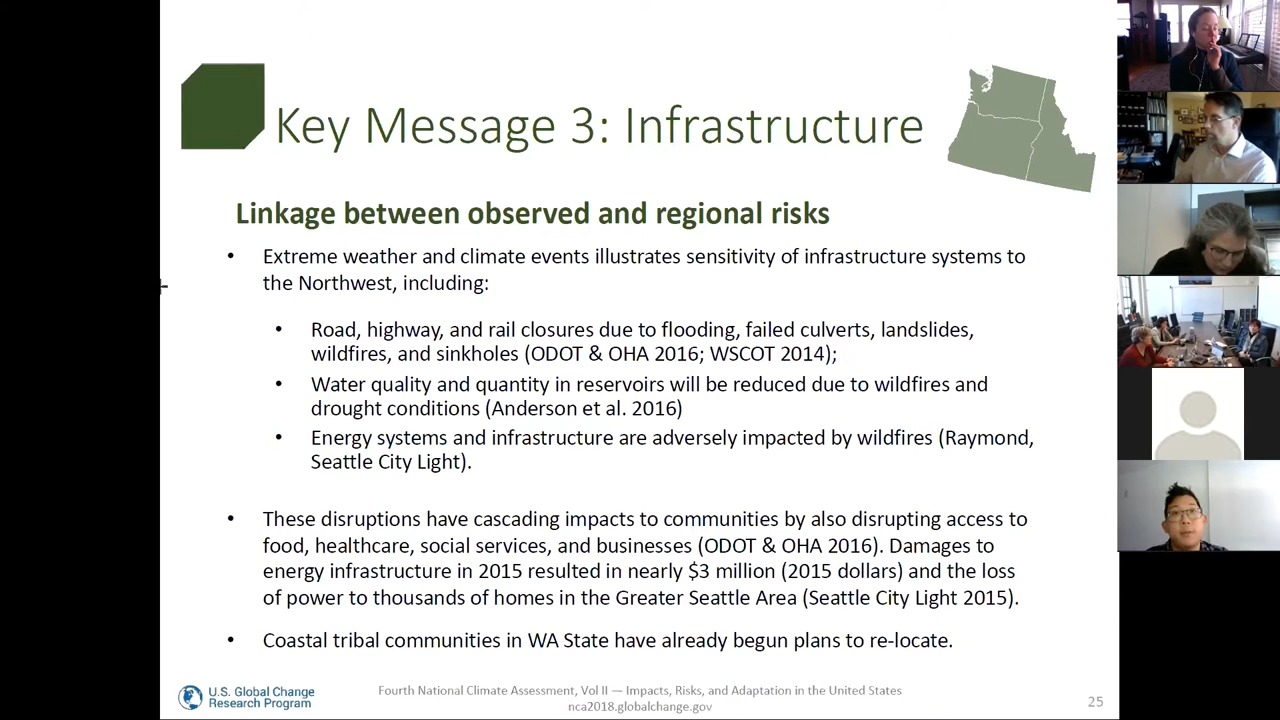 Key Message 3: Infrastructure
Linkage between observed and regional risks
• Extreme weather and climate events illustrates sensitivity of infrastructure systems to
the Northwest, including:
• Road, highway, and rail closures due to flooding, failed culverts, landslides,
wildfires, and sinkholes (ODOT & OHA 2016; WSCOT 2014);
• Water quality and quantity in reservoirs will be reduced due to wildfires and
drought conditions (Anderson et al. 2016)
• Energy systems and infrastructure are adversely impacted by wildfires (Raymond,
Seattle City Light).
• These disruptions have cascading impacts to communities by also disrupting access to
food, healthcare, social services, and businesses (ODOT & OHA 2016). Damages to
energy infrastructure in 2015 resulted in nearly $3 million (2015 dollars) and the loss
of power to thousands of homes in the Greater Seattle Area (Seattle City Light 2015).
• Coastal tribal communities in WA State have already begun plans to re-locate.
U.S. Global Change
Research Program
Fourth National Climate Assessment, Vol II — Impacts, Risks, and Adaptation in the United States
nca2018.globalchange.gov
25